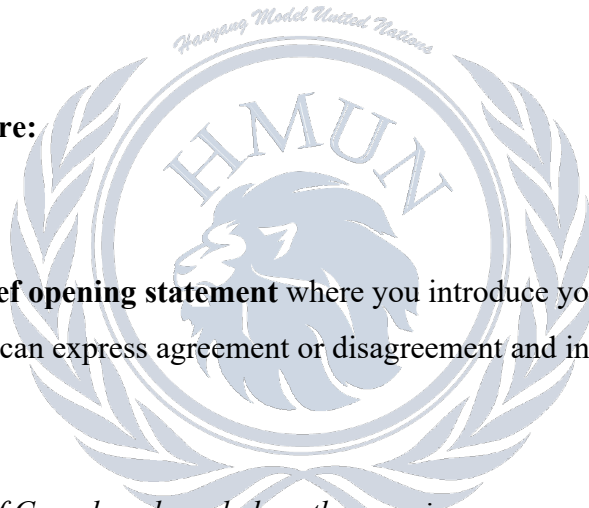 Hanyang Model United Nations
HMUN
re:
ef opening statement where you introduce yo
can express agreement or disagreement and in